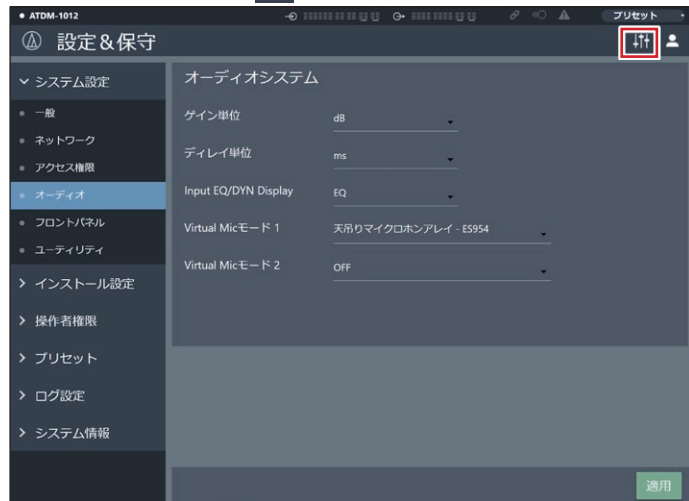 ATDM-1012
プリセット
設定&保守
システム設定
一般
ネットワーク
アクセス権限
オーディオ
フロントパネル
ユーティリティ
インストール設定
操作者権限
プリセット
ログ設定
システム情報
オーディオシステム
ゲイン単位 dB
ディレイ単位 ms
Input EQ/DYN Display EQ
Virtual Micモード 1 天吊りマイクロホンアレイ - ES954
Virtual Micモード 2 OFF
適用